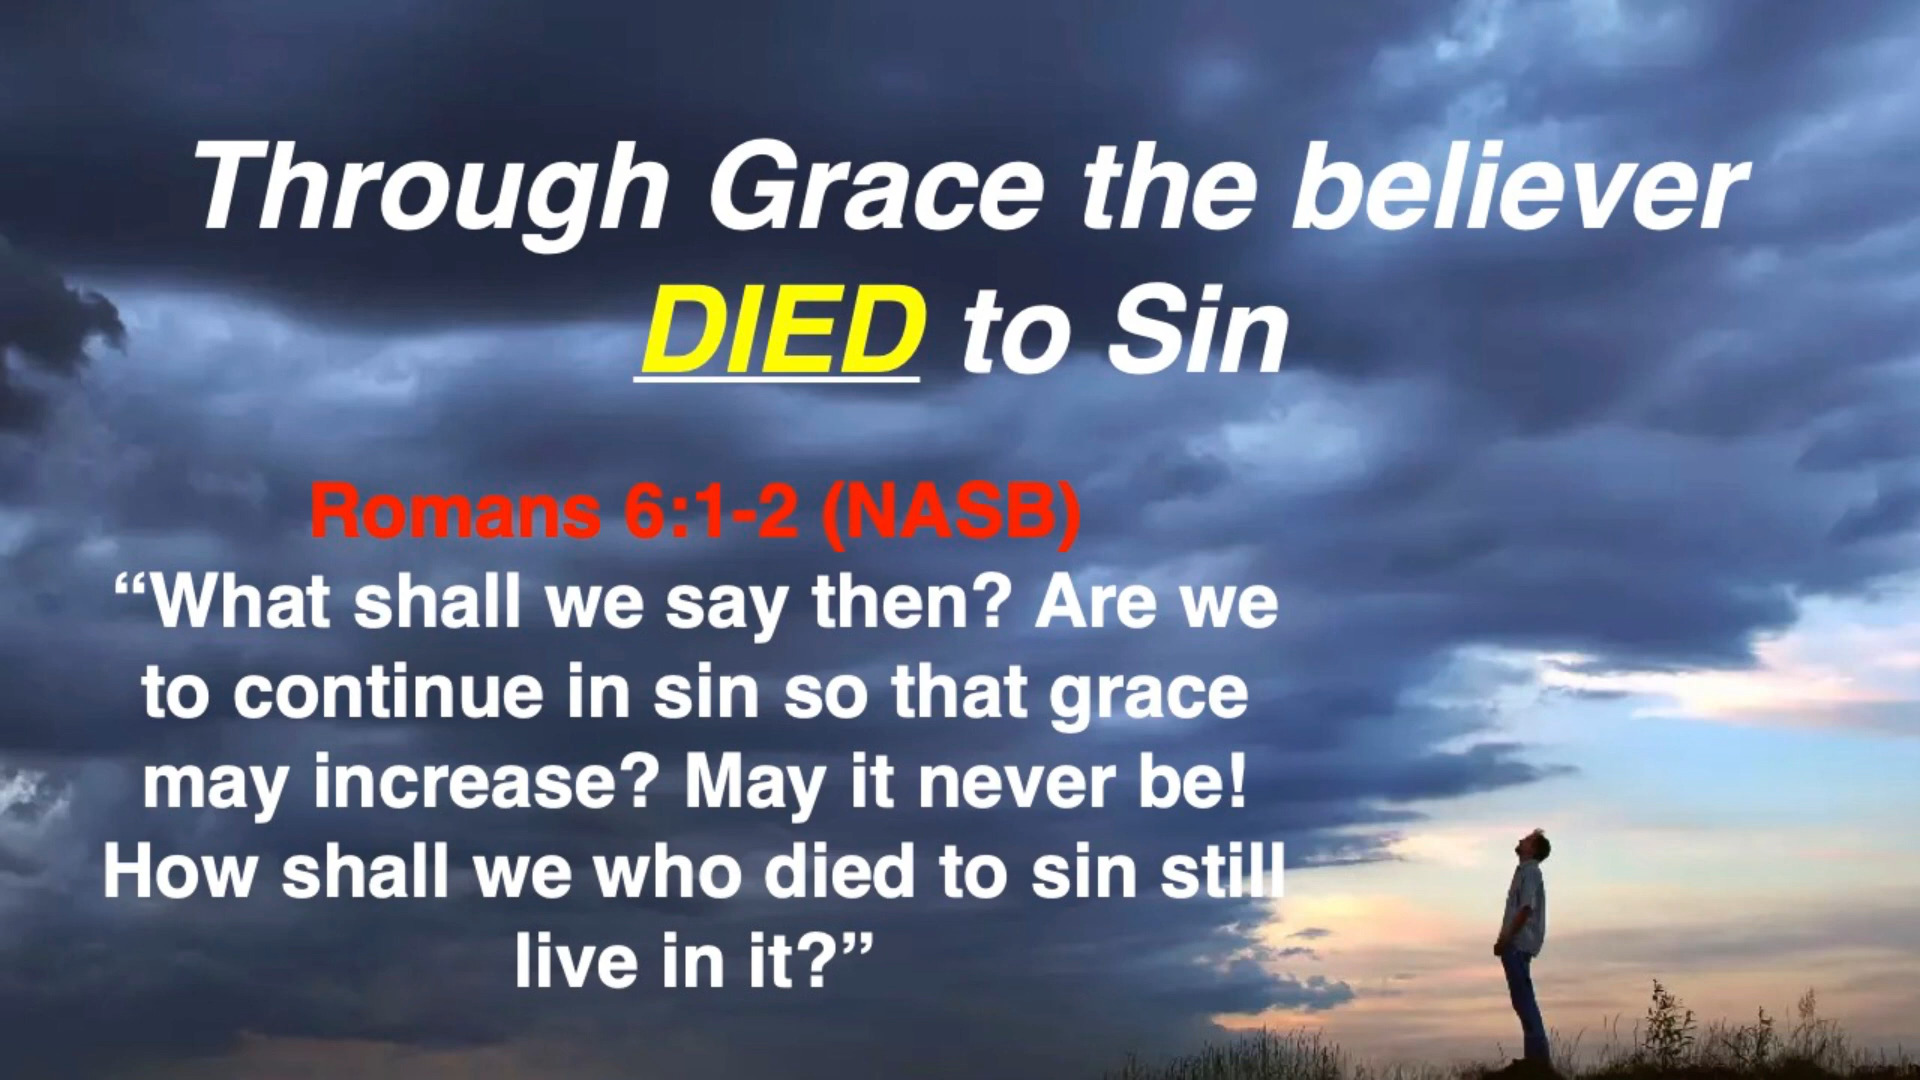 Through Grace the believer
DIED to Sin
Romans 6:1-2 (NASB)
“What shall we say then? Are we
to continue in sin so that grace
may increase? May it never be!
How shall we who died to sin still
live in it?”